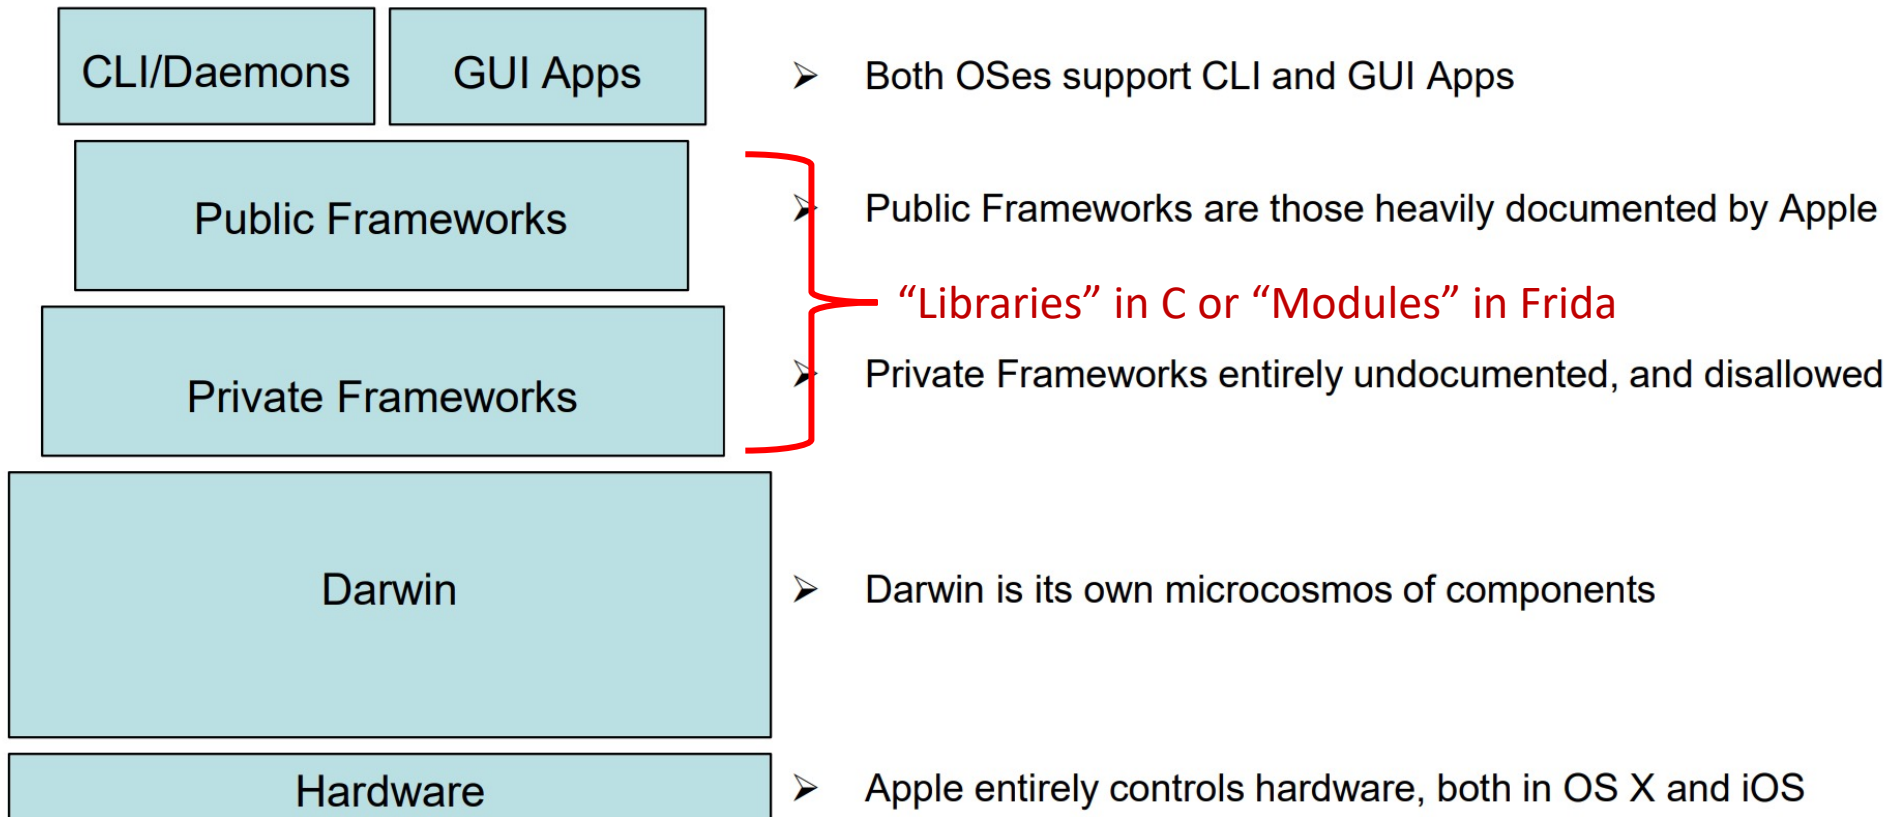 CLI/Daemons
GUI Apps
➢ Both OSes support CLI and GUI Apps
Public Frameworks
➢ Public Frameworks are those heavily documented by Apple
“Libraries” in C or “Modules” in Frida
Private Frameworks
➢ Private Frameworks entirely undocumented, and disallowed
Darwin
➢ Darwin is its own microcosmos of components
Hardware
➢ Apple entirely controls hardware, both in OS X and iOS